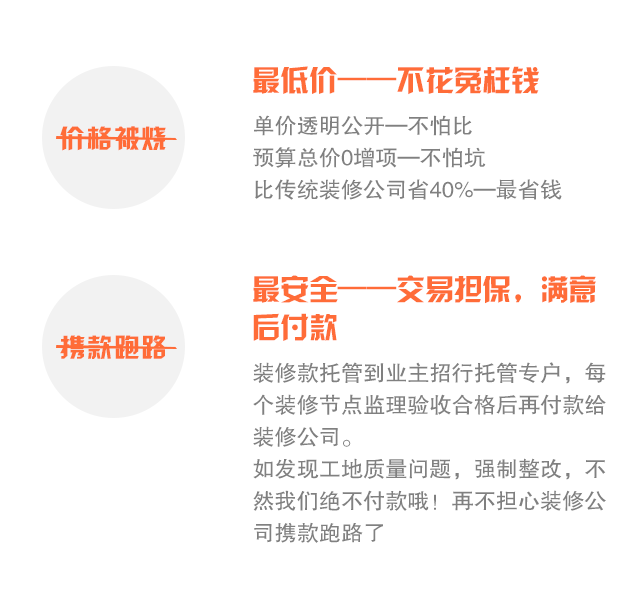 价格被烧
最低价——不花冤枉钱
单价透明公开—不怕比
预算总价0增项—不怕坑
比传统装修公司省40%—最省钱
携款跑路
最安全——交易担保，满意
后付款
装修款托管到业主招行托管专户，每
个装修节点监理验收合格后再付款给
装修公司。
如发现工地质量问题，强制整改，不
然我们绝不付款哦！再不担心装修公
司携款跑路了